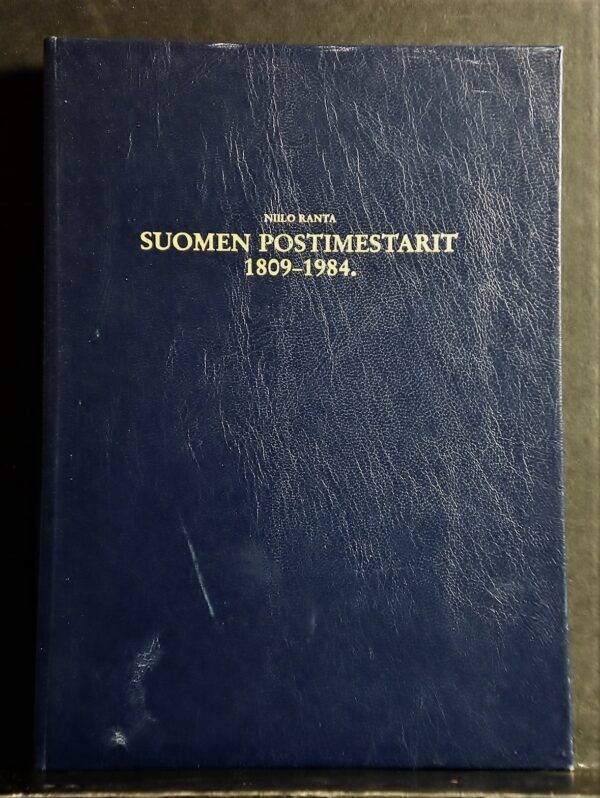 NIILO RANTA
SUOMEN POSTIMESTARIT
1809–1984.